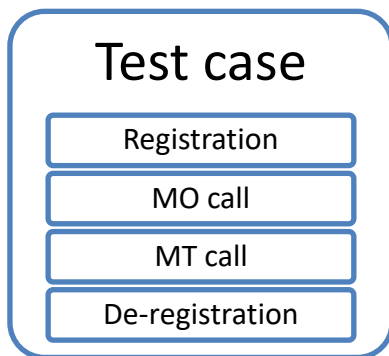 Test case
Registration
MO call
MT call
De-registration